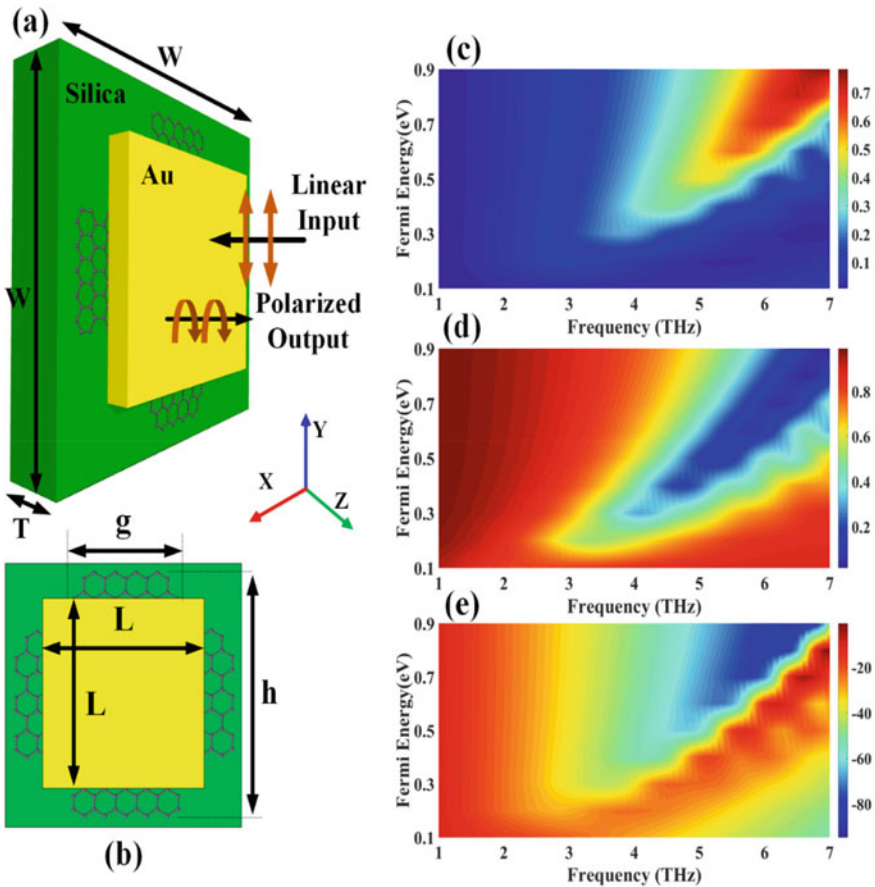 (a)
W
Silica
Au
Linear
Input
W
Polarized
Output
T
Y
X
Z
g
L
L
h
(b)
(c)
Fermi Energy(eV)
0.9
0.7
0.5
0.3
0.1
1 2 3 4 5 6 7
Frequency (THz)
0.7
0.6
0.5
0.4
0.3
0.2
0.1
(d)
Fermi Energy(eV)
0.9
0.7
0.5
0.3
0.1
1 2 3 4 5 6 7
Frequency (THz)
0.8
0.6
0.4
0.2
(e)
Fermi Energy(eV)
0.9
0.7
0.5
0.3
0.1
1 2 3 4 5 6 7
Frequency (THz)
-20
-40
-60
-80